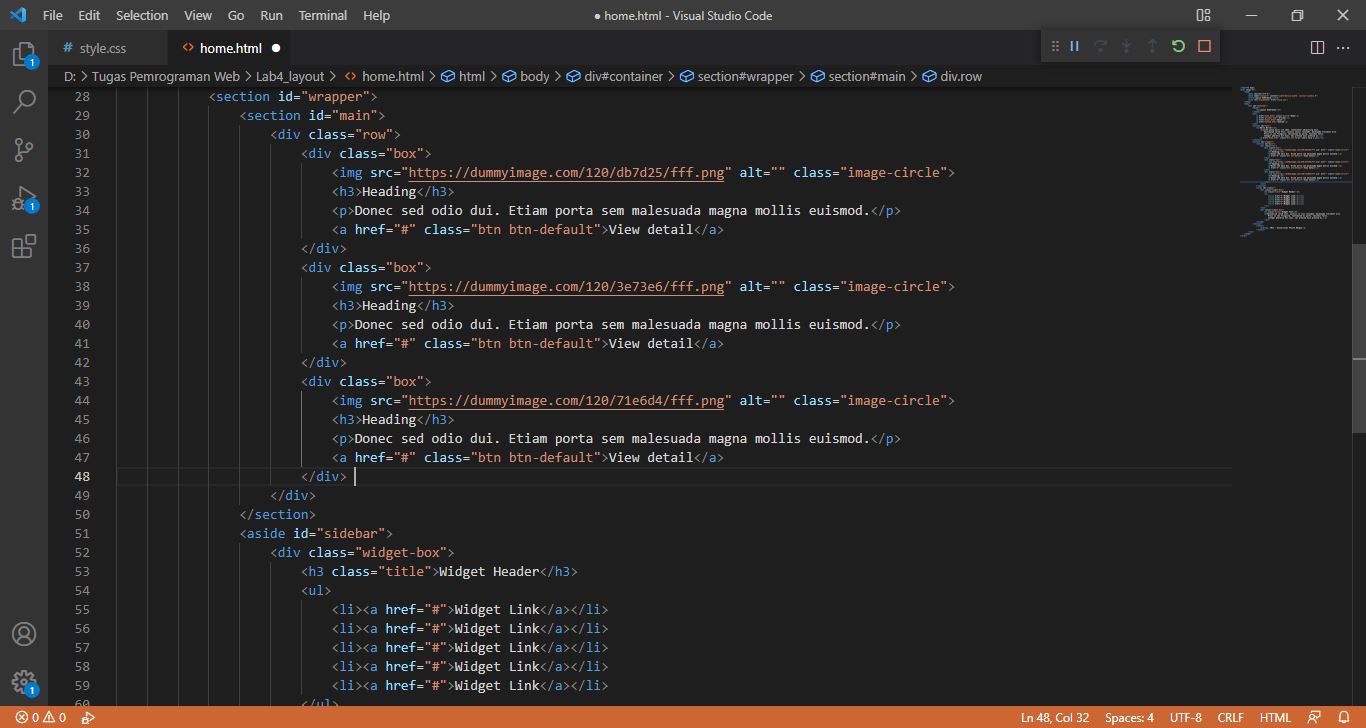 File Edit Selection View Go Run Terminal Help ● home.html - Visual Studio Code
# style.css <> home.html ●
D: > Tugas Pemrograman Web > Lab4_layout > <> home.html > html > body > div#container > section#wrapper > section#main > div.row
28 <section id="wrapper">
29 <section id="main">
30 <div class="row">
31 <div class="box">
32 <img src="https://dummyimage.com/120/db7d25/fff.png" alt="" class="image-circle">
33 <h3>Heading</h3>
34 <p>Donec sed odio dui. Etiam porta sem malesuada magna mollis euismod.</p>
35 <a href="#" class="btn btn-default">View detail</a>
36 </div>
37 <div class="box">
38 <img src="https://dummyimage.com/120/3e73e6/fff.png" alt="" class="image-circle">
39 <h3>Heading</h3>
40 <p>Donec sed odio dui. Etiam porta sem malesuada magna mollis euismod.</p>
41 <a href="#" class="btn btn-default">View detail</a>
42 </div>
43 <div class="box">
44 <img src="https://dummyimage.com/120/71e6d4/fff.png" alt="" class="image-circle">
45 <h3>Heading</h3>
46 <p>Donec sed odio dui. Etiam porta sem malesuada magna mollis euismod.</p>
47 <a href="#" class="btn btn-default">View detail</a>
48 </div>
49 </div>
50 </section>
51 <aside id="sidebar">
52 <div class="widget-box">
53 <h3 class="title">Widget Header</h3>
54 <ul>
55 <li><a href="#">Widget Link</a></li>
56 <li><a href="#">Widget Link</a></li>
57 <li><a href="#">Widget Link</a></li>
58 <li><a href="#">Widget Link</a></li>
59 <li><a href="#">Widget Link</a></li>
60 </ul>
1
1
1
0 0 Ln 48, Col 32 Spaces: 4 UTF-8 CRLF HTML